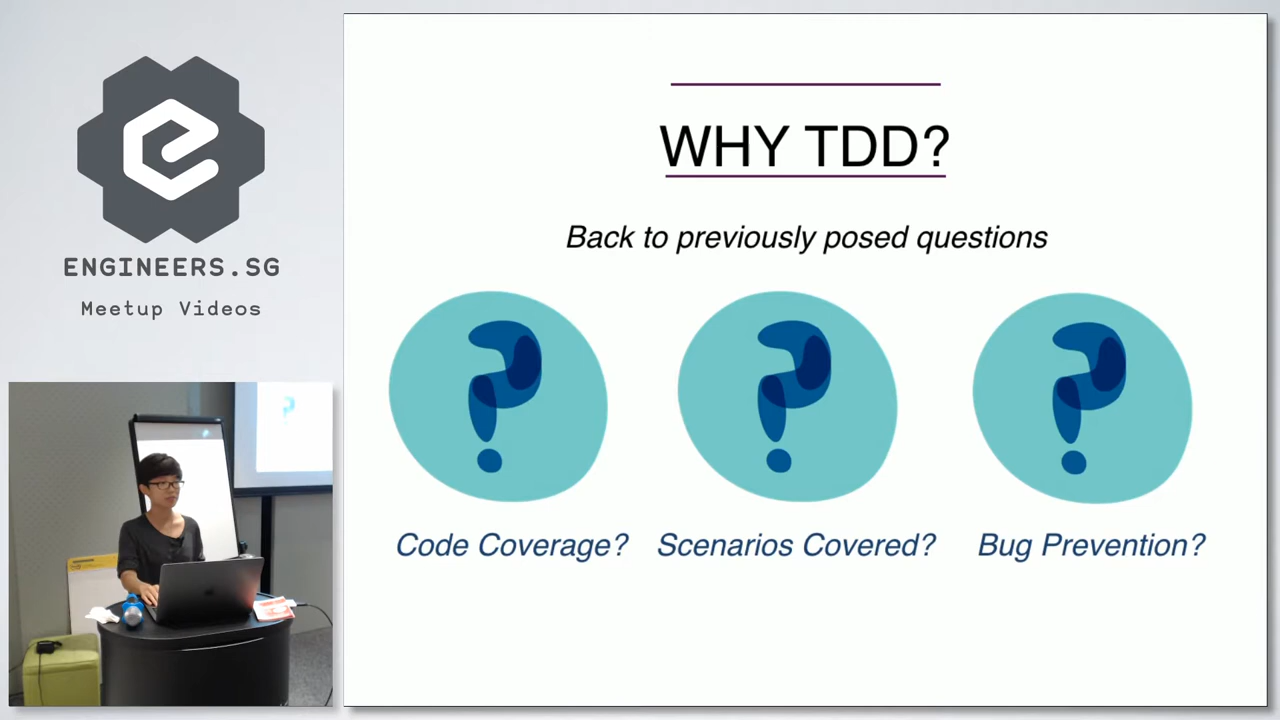 ENGINEERS.SG
Meetup Videos
WHY TDD?
Back to previously posed questions
Code Coverage?
Scenarios Covered?
Bug Prevention?